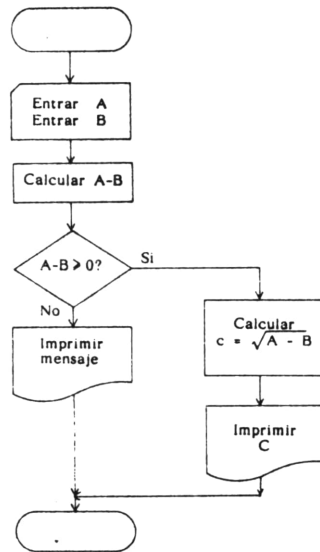 Entrar A
Entrar B
Calcular A-B
A-B ⩾ 0?
Si
No
Imprimir
mensaje
Calcular
c = √A - B
Imprimir
C